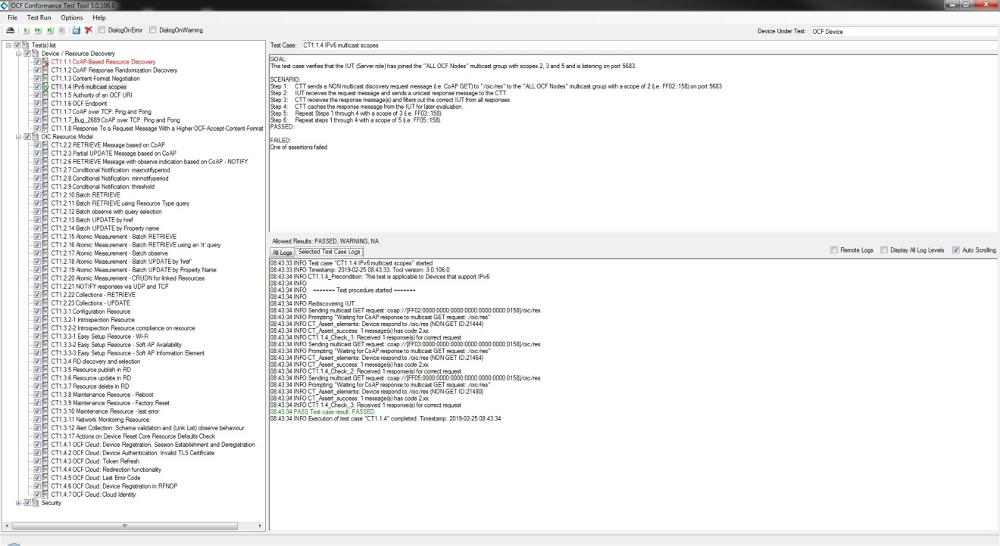 OCF Conformance Test Tool 3.0.106.0
File Test Run Options Help
DialogOnError DialogOnWarning Device Under Test: OCF Device
Test(s) list
Device / Resource Discovery
CT1.1.1 CoAP-Based Resource Discovery
CT1.1.2 CoAP Response Randomization Discovery
CT1.1.3 Content-Format Negotiation
CT1.1.4 IPv6 multicast scopes
CT1.1.5 Authority of an OCF URI
CT1.1.6 OCF Endpoint
CT1.1.7 CoAP over TCP: Ping and Pong
CT1.1.7_Bug_2689 CoAP over TCP: Ping and Pong
CT1.1.8 Response To a Request Message With a Higher OCF-Accept-Content-Format
OIC Resource Model
CT1.2.2 RETRIEVE Message based on CoAP
CT1.2.3 Partial UPDATE Message based on CoAP
CT1.2.6 RETRIEVE Message with observe indication based on CoAP - NOTIFY
CT1.2.7 Conditional Notification: maxnotifyperiod
CT1.2.8 Conditional Notification: minnotifyperiod
CT1.2.9 Conditional Notification: threshold
CT1.2.10 Batch RETRIEVE
CT1.2.11 Batch RETRIEVE using Resource Type query
CT1.2.12 Batch observe with query selection
CT1.2.13 Batch UPDATE by href
CT1.2.14 Batch UPDATE by Property name
CT1.2.15 Atomic Measurement - Batch RETRIEVE
CT1.2.16 Atomic Measurement - Batch RETRIEVE using an 'rt' query
CT1.2.17 Atomic Measurement - Batch observe
CT1.2.18 Atomic Measurement - Batch UPDATE by 'href'
CT1.2.19 Atomic Measurement - Batch UPDATE by Property Name
CT1.2.20 Atomic Measurement - CRUDN for linked Resources
CT1.2.21 NOTIFY responses via UDP and TCP
CT1.2.22 Collections - RETRIEVE
CT1.2.23 Collections - UPDATE
CT1.3.1 Configuration Resource
CT1.3.2-1 Introspection Resource
CT1.3.2-2 Introspection Resource compliance on resource
CT1.3.3-1 Easy Setup Resource - Wi-Fi
CT1.3.3-2 Easy Setup Resource - Soft AP Availability
CT1.3.3-3 Easy Setup Resource - Soft AP Information Element
CT1.3.4 RD discovery and selection
CT1.3.5 Resource publish in RD
CT1.3.6 Resource update in RD
CT1.3.7 Resource delete in RD
CT1.3.8 Maintenance Resource - Reboot
CT1.3.9 Maintenance Resource - Factory Reset
CT1.3.10 Maintenance Resource - last error
CT1.3.11 Network Monitoring Resource
CT1.3.12 Alert Collection: Schema validation and (Link List) observe behaviour
CT1.3.17 Actions on Device Reset Core Resource Defaults Check
CT1.4.1 OCF Cloud: Device Registration, Session Establishment and Deregistration
CT1.4.2 OCF Cloud: Device Authentication: Invalid TLS Certificate
CT1.4.3 OCF Cloud: Token Refresh
CT1.4.4 OCF Cloud: Redirection functionality
CT1.4.5 OCF Cloud: Last Error Code
CT1.4.6 OCF Cloud: Device Registration in RFNOP
CT1.4.7 OCF Cloud: Cloud Identity
Security
Test Case: CT1.1.4 IPv6 multicast scopes
GOAL:
This test case verifies that the IUT (Server role) has joined the "ALL OCF Nodes" multicast group with scopes 2, 3 and 5 and is listening on port 5683.
SCENARIO:
Step 1: CTT sends a NON multicast discovery request message (i.e. CoAP GET) to "/oic/res" to the "ALL OCF Nodes" multicast group with a scope of 2 (i.e. FF02::158) on port 5683
Step 2: IUT receives the request message and sends a unicast response message to the CTT.
Step 3: CTT receives the response message(s) and filters out the correct IUT from all responses.
Step 4: CTT caches the response message from the IUT for later evaluation.
Step 5: Repeat Steps 1 through 4 with a scope of 3 (i.e. FF03::158).
Step 6: Repeat steps 1 through 4 with a scope of 5 (i.e. FF05::158).
PASSED:
FAILED:
One of assertions failed
Allowed Results: PASSED, WARNING, NA
All Logs Selected Test Case Logs Remote Logs Display All Log Levels Auto Scrolling
08:43:33 INFO Test case "CT1.1.4 IPv6 multicast scopes" started
08:43:33 INFO Timestamp: 2019-02-25 08:43:33. Tool version: 3.0.106.0
08:43:34 INFO CT1.1.4_Precondition: This test is applicable to Devices that support IPv6
08:43:34 INFO
08:43:34 INFO ======= Test procedure started =======
08:43:34 INFO
08:43:34 INFO Rediscovering IUT...
08:43:34 INFO Sending multicast GET request: coap://[FF02:0000:0000:0000:0000:0000:0000:0158]/oic/res
08:43:34 INFO Prompting "Waiting for CoAP response to multicast GET request: /oic/res"
08:43:34 INFO CT_Assert_elements: Device respond to /oic/res (NON-GET ID:21444)
08:43:34 INFO CT_Assert_success: 1 message(s) has code 2.xx
08:43:34 INFO CT1.1.4_Check_1: Received 1 response(s) for correct request
08:43:34 INFO Sending multicast GET request: coap://[FF03:0000:0000:0000:0000:0000:0000:0158]/oic/res
08:43:34 INFO Prompting "Waiting for CoAP response to multicast GET request: /oic/res"
08:43:34 INFO CT_Assert_elements: Device respond to /oic/res (NON-GET ID:21464)
08:43:34 INFO CT_Assert_success: 1 message(s) has code 2.xx
08:43:34 INFO CT1.1.4_Check_2: Received 1 response(s) for correct request
08:43:34 INFO Sending multicast GET request: coap://[FF05:0000:0000:0000:0000:0000:0000:0158]/oic/res
08:43:34 INFO Prompting "Waiting for CoAP response to multicast GET request: /oic/res"
08:43:34 INFO CT_Assert_elements: Device respond to /oic/res (NON-GET ID:21480)
08:43:34 INFO CT_Assert_success: 1 message(s) has code 2.xx
08:43:34 INFO CT1.1.4_Check_3: Received 1 response(s) for correct request
08:43:34 PASS Test case result: PASSED
08:43:34 INFO Execution of test case "CT1.1.4" completed. Timestamp: 2019-02-25 08:43:34